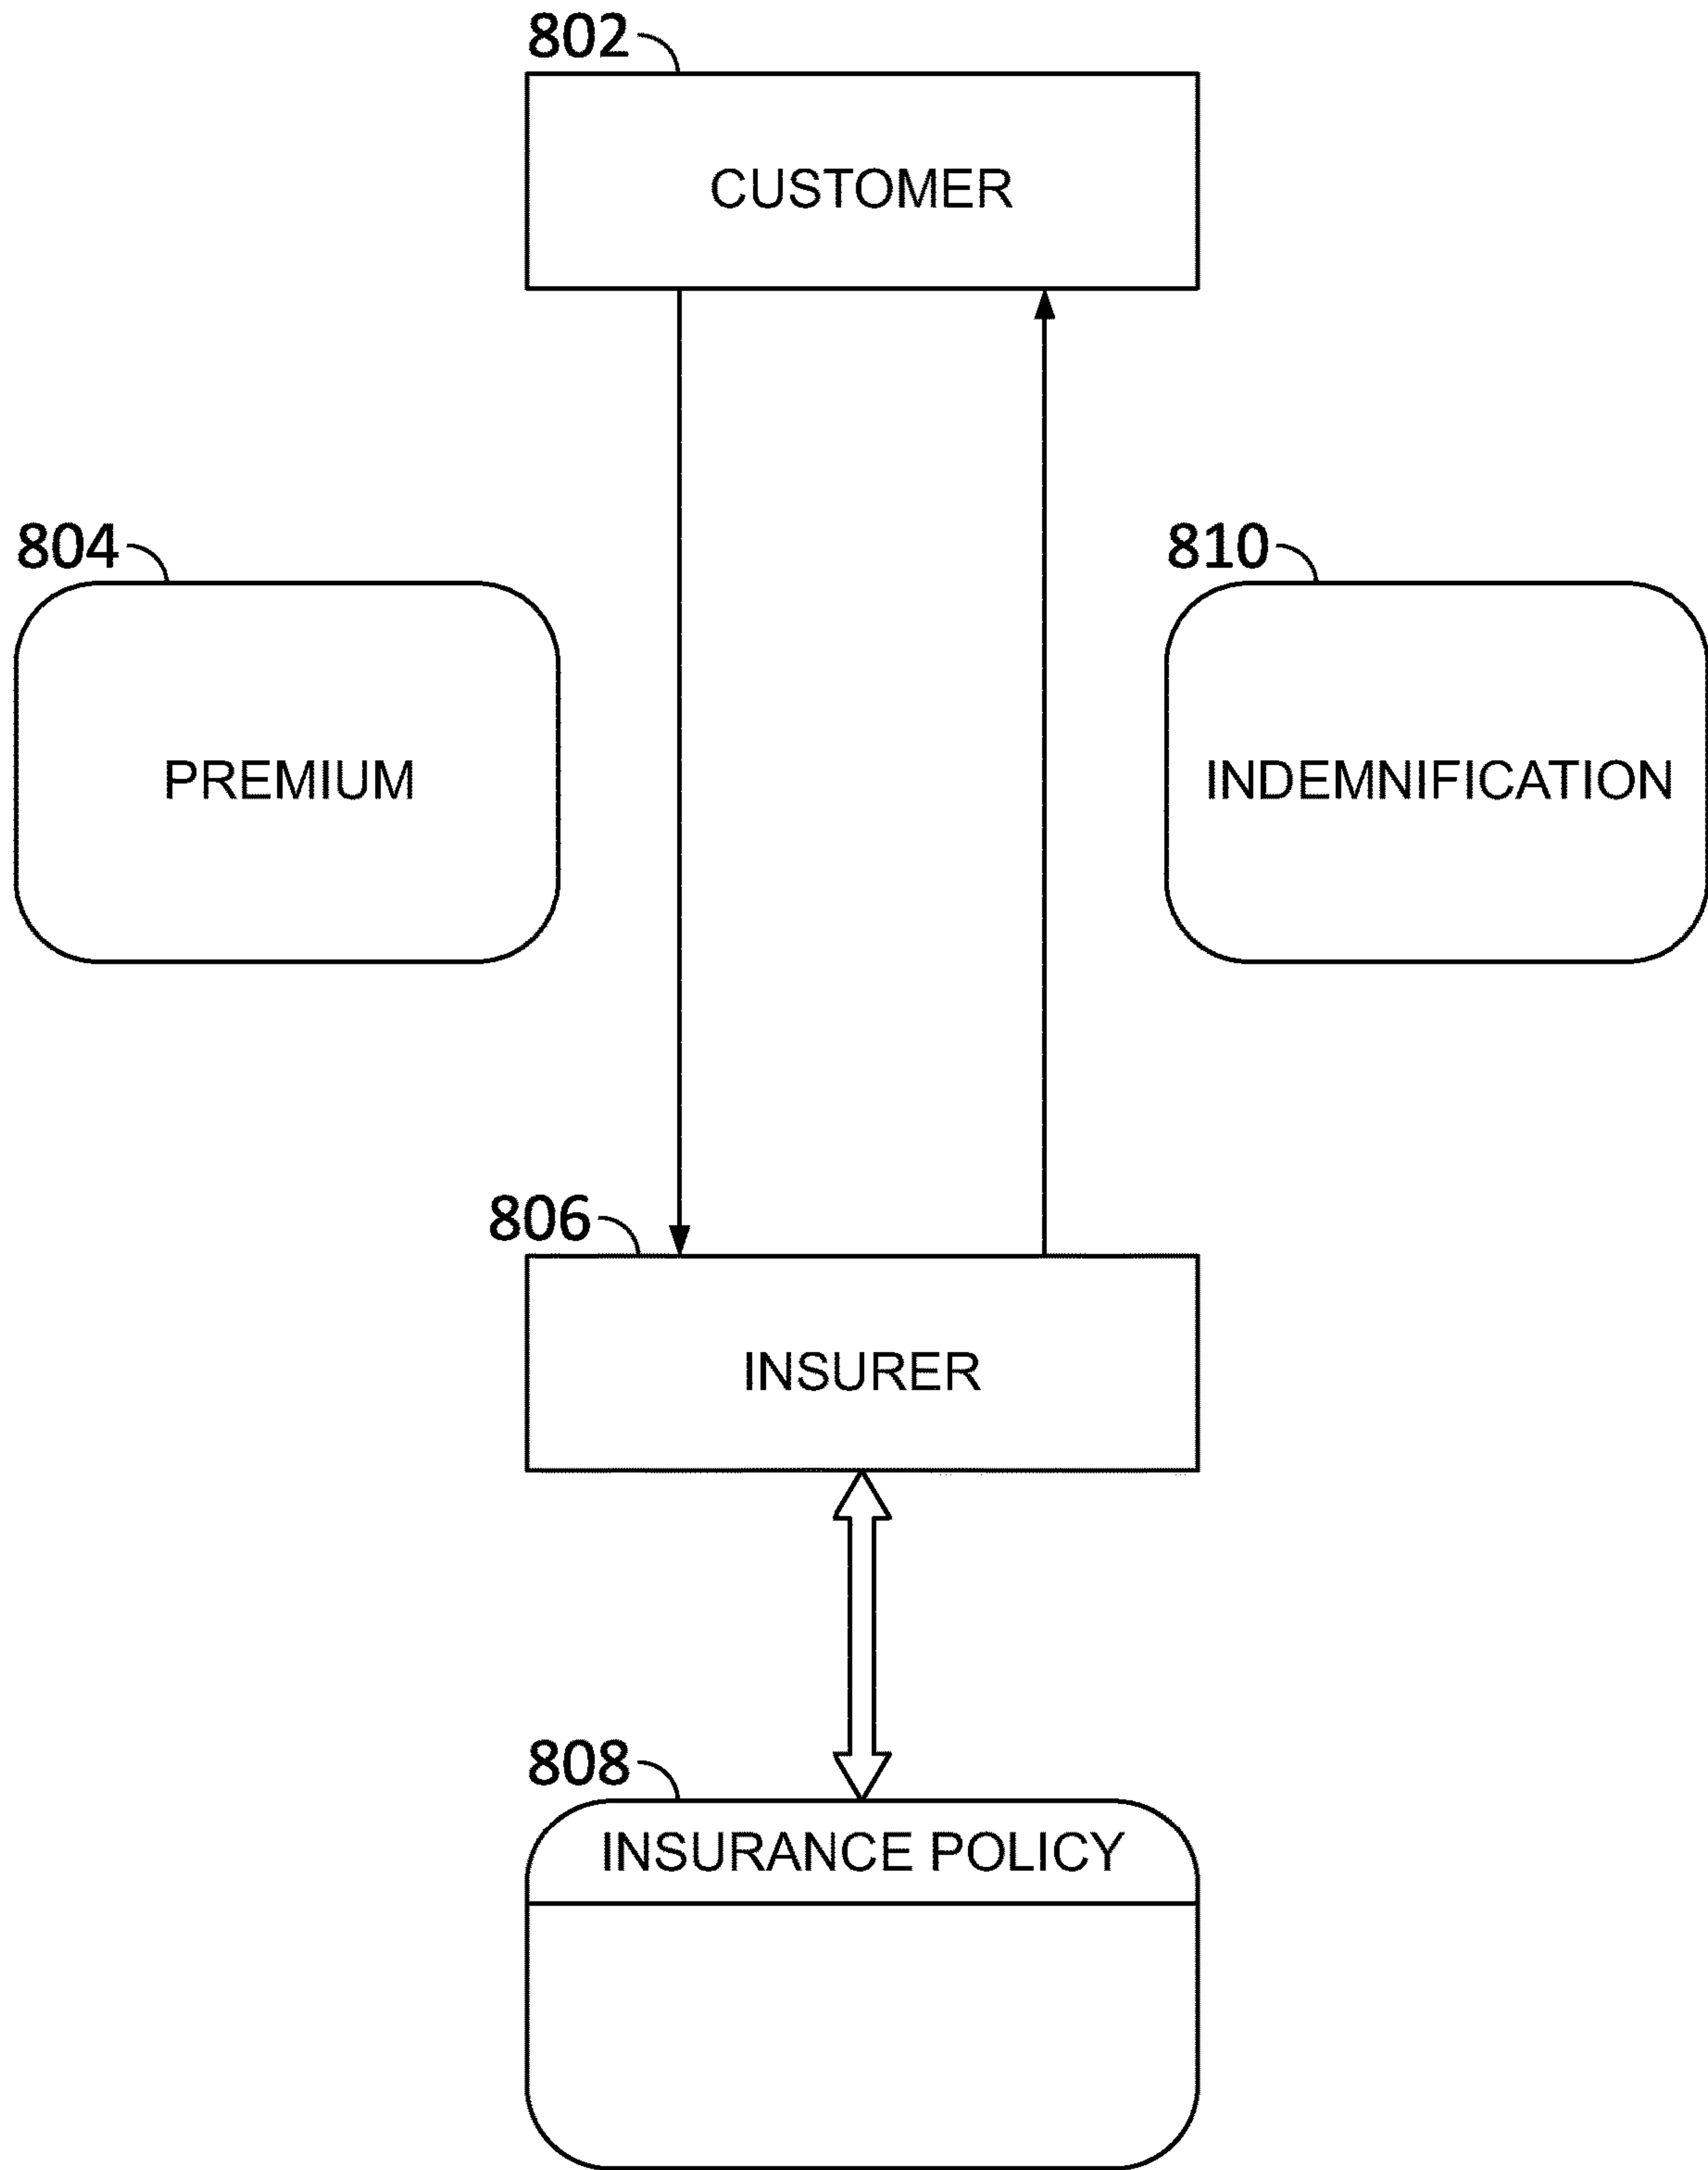 802
CUSTOMER
804
810
PREMIUM
INDEMNIFICATION
806
INSURER
808
INSURANCE POLICY